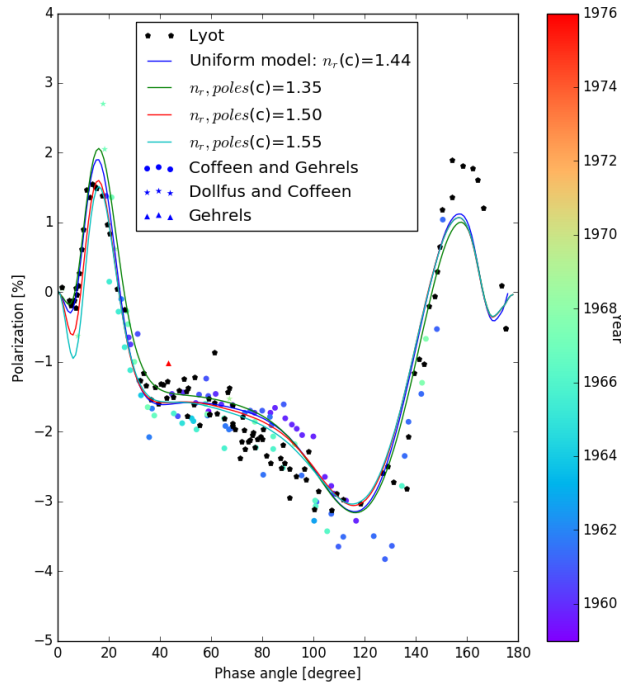 Lyot
Uniform model: n_r(c)=1.44
n_r, poles(c)=1.35
n_r, poles(c)=1.50
n_r, poles(c)=1.55
Coffeen and Gehrels
Dollfus and Coffeen
Gehrels
Polarization [%]
4
3
2
1
0
−1
−2
−3
−4
−5
0 20 40 60 80 100 120 140 160 180
Phase angle [degree]
1976
1974
1972
1970
1968
1966
1964
1962
1960
Year